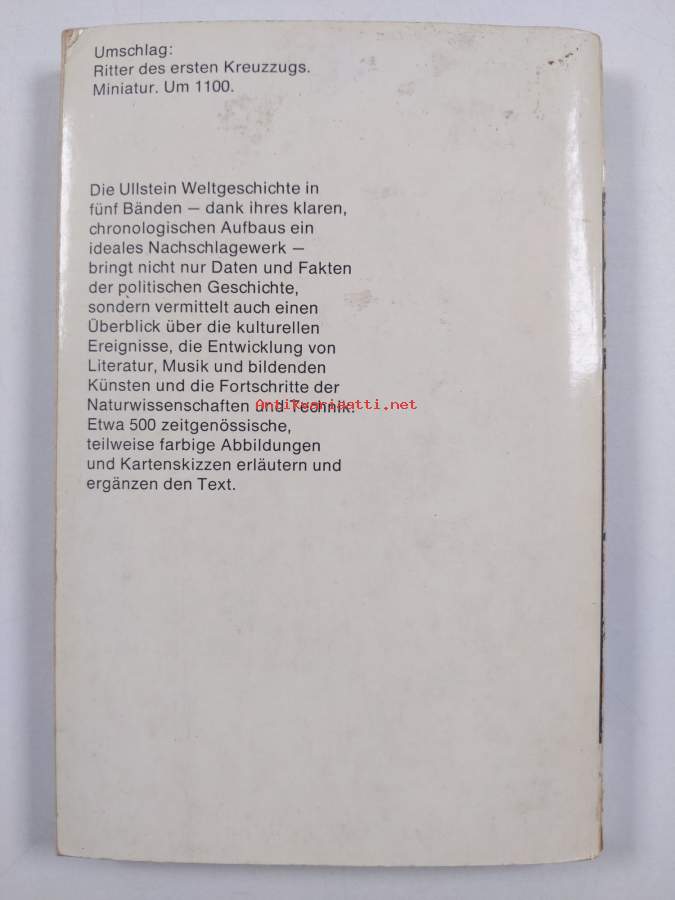 Umschlag:
Ritter des ersten Kreuzzugs.
Miniatur. Um 1100.
Die Ullstein Weltgeschichte in
fünf Bänden – dank ihres klaren,
chronologischen Aufbaus ein
ideales Nachschlagewerk –
bringt nicht nur Daten und Fakten
der politischen Geschichte,
sondern vermittelt auch einen
Überblick über die kulturellen
Ereignisse, die Entwicklung von
Literatur, Musik und bildenden
Künsten und die Fortschritte der
Naturwissenschaften und Technik.
Antikvariaatti.net
Etwa 500 zeitgenössische,
teilweise farbige Abbildungen
und Kartenskizzen erläutern und
ergänzen den Text.